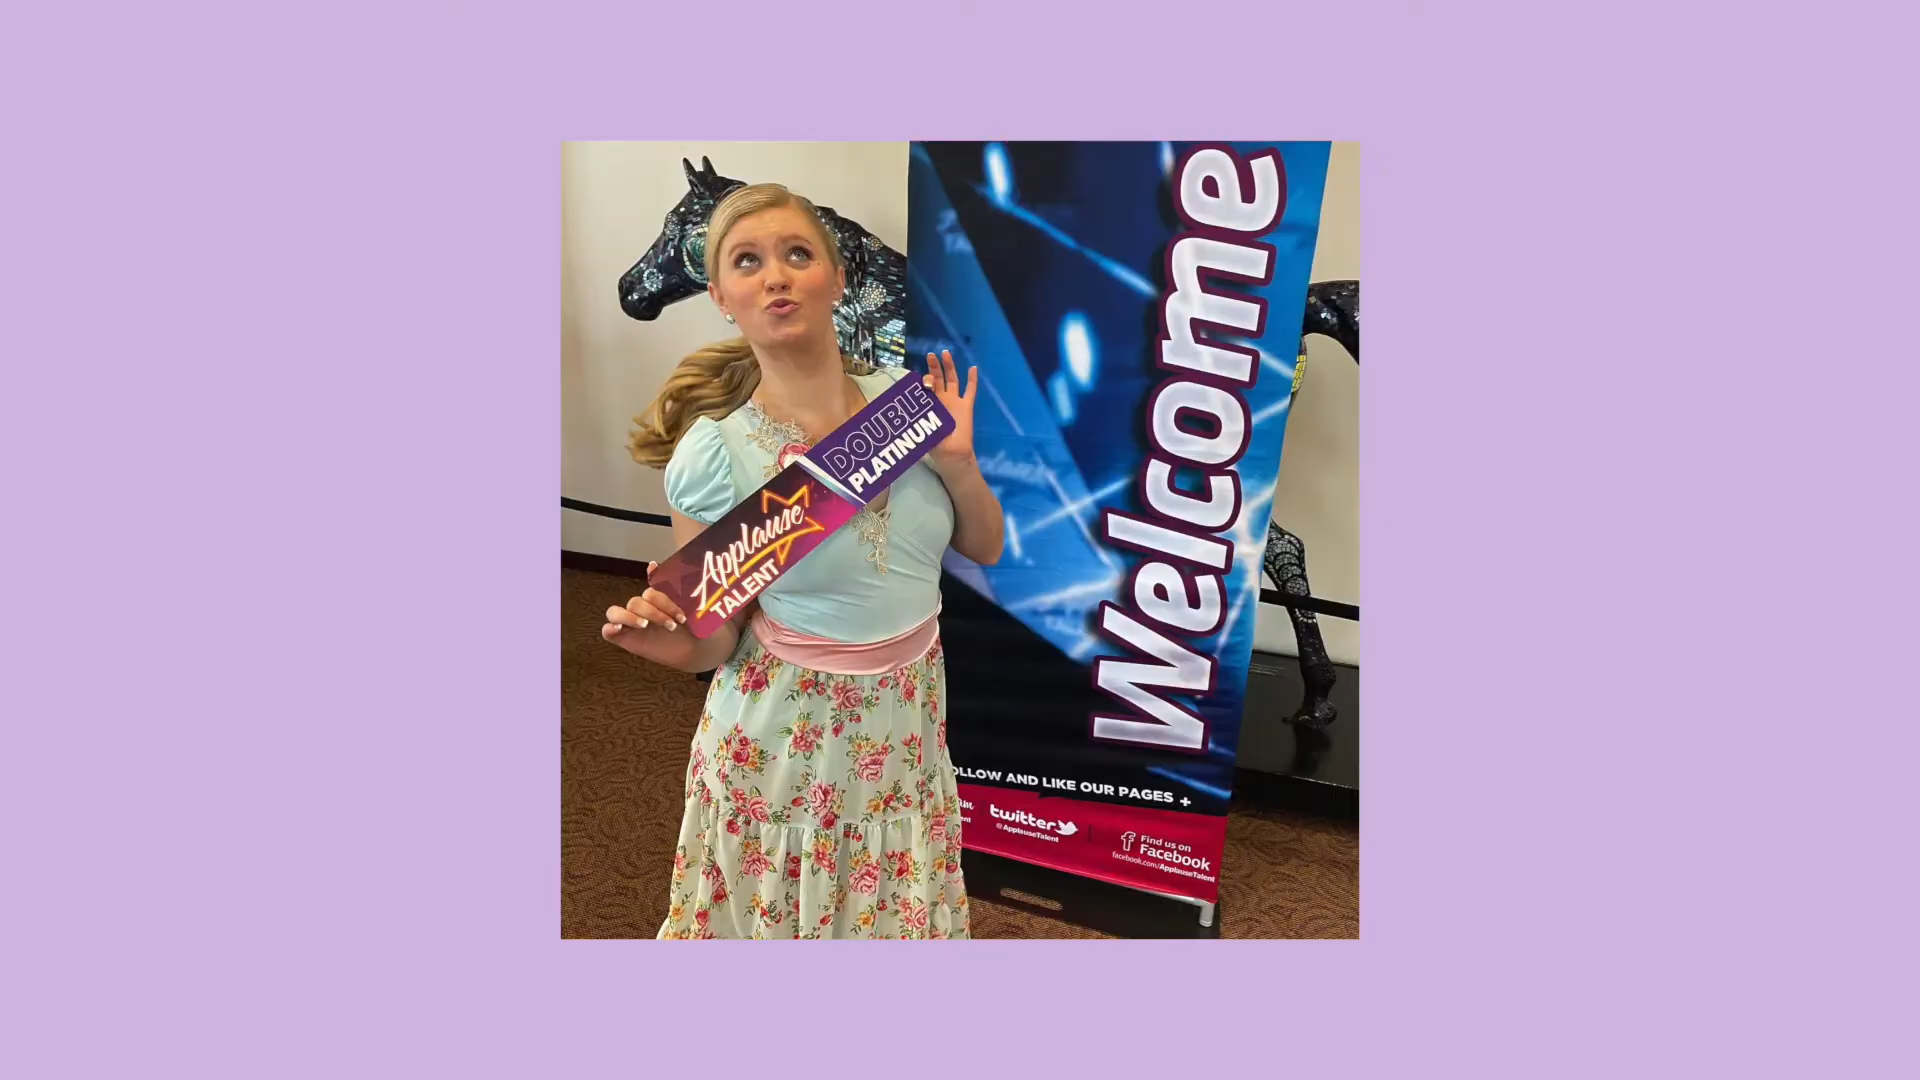 DOUBLE
PLATINUM
Applause
TALENT
Welcome
OLLOW AND LIKE OUR PAGES +
twitter
@ApplauseTalent
f Find us on
Facebook
facebook.com/ApplauseTalent